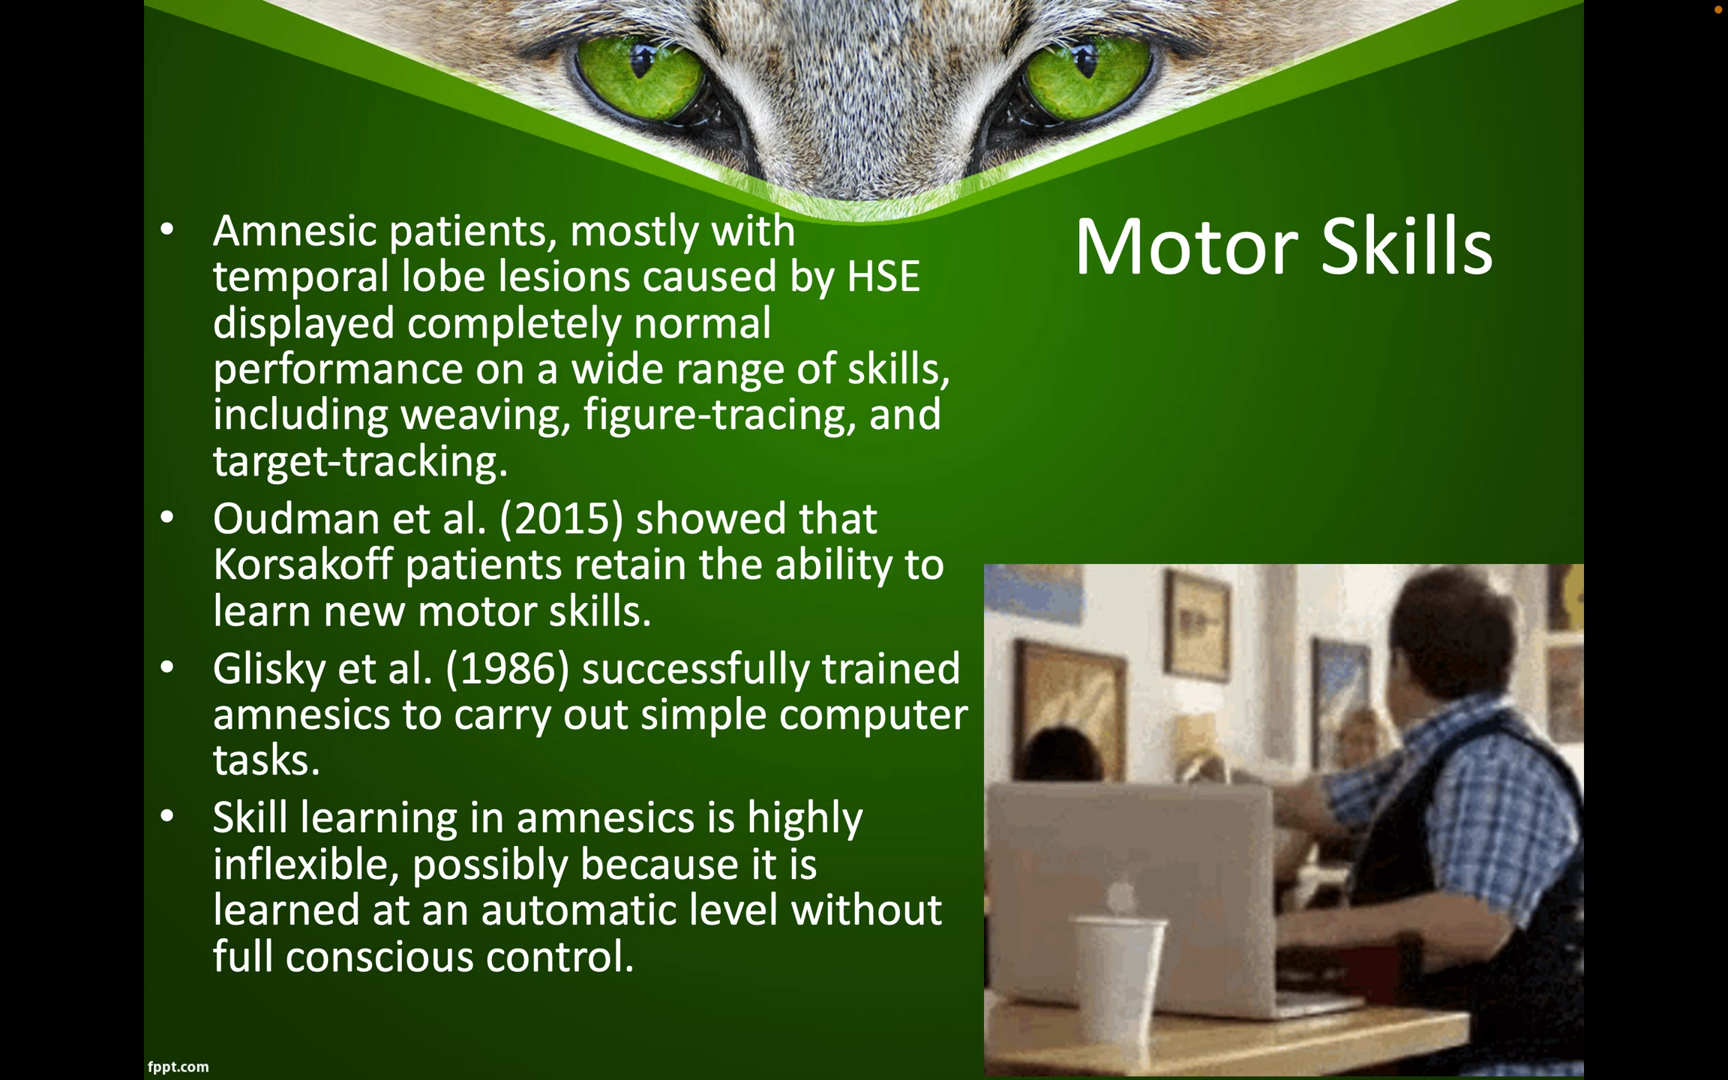 Motor Skills
• Amnesic patients, mostly with
temporal lobe lesions caused by HSE
displayed completely normal
performance on a wide range of skills,
including weaving, figure-tracing, and
target-tracking.
• Oudman et al. (2015) showed that
Korsakoff patients retain the ability to
learn new motor skills.
• Glisky et al. (1986) successfully trained
amnesics to carry out simple computer
tasks.
• Skill learning in amnesics is highly
inflexible, possibly because it is
learned at an automatic level without
full conscious control.
fppt.com